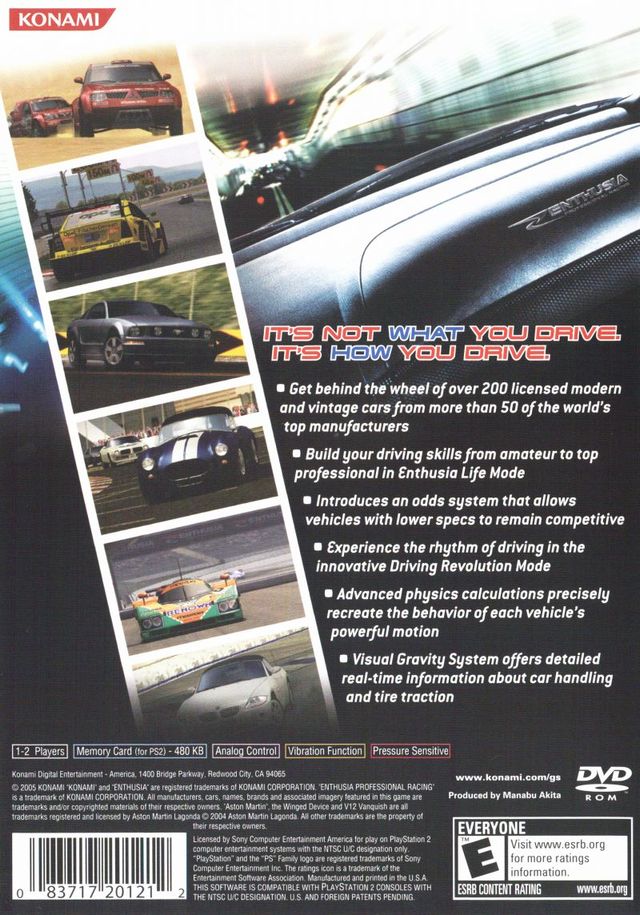 KONAMI
ENTHUSIA
IT'S NOT WHAT YOU DRIVE.
IT'S HOW YOU DRIVE.
Get behind the wheel of over 200 licensed modern
and vintage cars from more than 50 of the world's
top manufacturers
Build your driving skills from amateur to top
professional in Enthusia Life Mode
Introduces an odds system that allows
vehicles with lower specs to remain competitive
Experience the rhythm of driving in the
innovative Driving Revolution Mode
Advanced physics calculations precisely
recreate the behavior of each vehicle's
powerful motion
Visual Gravity System offers detailed
real-time information about car handling
and tire traction
RENOWN
1-2 Players
Memory Card (for PS2) - 480 KB
Analog Control
Vibration Function
Pressure Sensitive
Konami Digital Entertainment - America, 1400 Bridge Parkway, Redwood City, CA 94065
© 2005 KONAMI "KONAMI" and "ENTHUSIA" are registered trademarks of KONAMI CORPORATION. "ENTHUSIA PROFESSIONAL RACING"
is a trademark of KONAMI CORPORATION. All manufacturers, cars, names, brands and associated imagery featured in this game are
trademarks and/or copyrighted materials of their respective owners. "Aston Martin", the Winged Device and V12 Vanquish are all
trademarks registered and licensed by Aston Martin Lagonda © 2004 Aston Martin Lagonda. All other trademarks are the property of
their respective owners.
Licensed by Sony Computer Entertainment America for play on PlayStation 2
computer entertainment systems with the NTSC U/C designation only.
"PlayStation" and the "PS" Family logo are registered trademarks of Sony
Computer Entertainment Inc. The ratings icon is a trademark of the
Entertainment Software Association. Manufactured and printed in the U.S.A.
THIS SOFTWARE IS COMPATIBLE WITH PLAYSTATION 2 CONSOLES WITH
THE NTSC U/C DESIGNATION. U.S. AND FOREIGN PATENTS PENDING.
www.konami.com/gs
Produced by Manabu Akita
DVD
ROM
EVERYONE
E
Visit www.esrb.org
for more ratings
information.
ESRB CONTENT RATING www.esrb.org
0 83717 20121 2